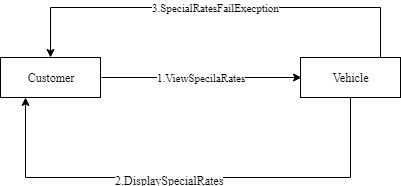 3.SpecialRatesFailExecption
Customer
1.ViewSpecilaRates
Vehicle
2.DisplaySpecialRates